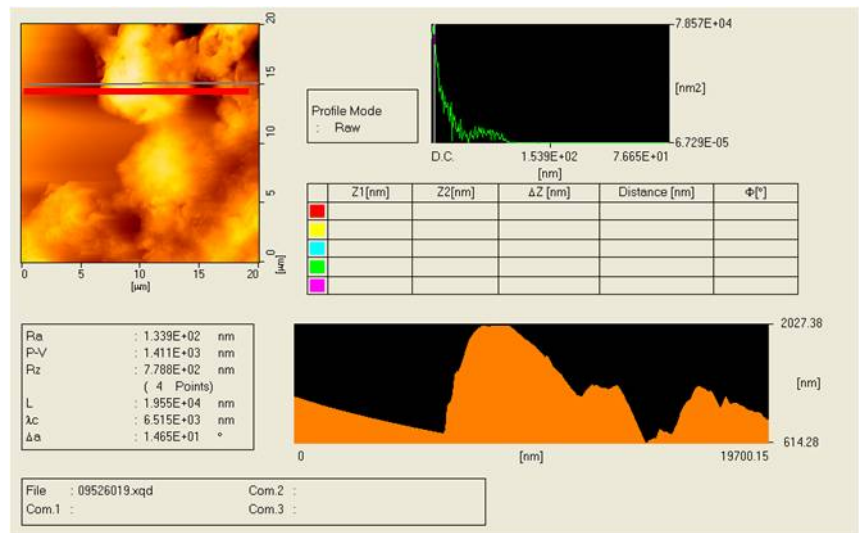 20
15
10
5
0
[µm]
0 5 10 15 20
[µm]
Profile Mode
: Raw
7.857E+04
[nm2]
6.729E-05
D.C. 1.539E+02 7.665E+01
[nm]
Z1[nm] Z2[nm] ΔZ [nm] Distance [nm] Φ[°]
Ra : 1.339E+02 nm
P-V : 1.411E+03 nm
Rz : 7.788E+02 nm
( 4 Points)
L : 1.955E+04 nm
λc : 6.515E+03 nm
Δa : 1.465E+01 °
2027.38
[nm]
614.28
0 [nm] 19700.15
File : 09526019.xqd Com.2 :
Com.1 : Com.3 :